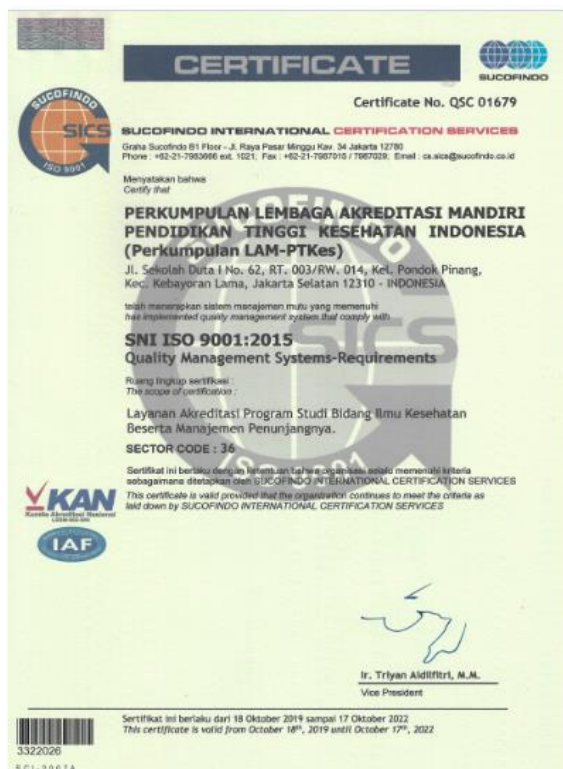 CERTIFICATE
SUCOFINDO
SUCOFINDO
SICS
ISO 9001
Certificate No. QSC 01679
SUCOFINDO INTERNATIONAL CERTIFICATION SERVICES
Graha Sucofindo B1 Floor - Jl. Raya Pasar Minggu Kav. 34 Jakarta 12780
Phone : +62-21-7983666 ext. 1021; Fax : +62-21-7987015 / 7987029; Email : cs.sics@sucofindo.co.id
Menyatakan bahwa
Certify that
PERKUMPULAN LEMBAGA AKREDITASI MANDIRI
PENDIDIKAN TINGGI KESEHATAN INDONESIA
(Perkumpulan LAM-PTKes)
Jl. Sekolah Duta I No. 62, RT. 003/RW. 014, Kel. Pondok Pinang,
Kec. Kebayoran Lama, Jakarta Selatan 12310 - INDONESIA
telah menerapkan sistem manajemen mutu yang memenuhi
has implemented quality management system that comply with
SNI ISO 9001:2015
Quality Management Systems-Requirements
Ruang lingkup sertifikasi :
The scope of certification :
Layanan Akreditasi Program Studi Bidang Ilmu Kesehatan
Beserta Manajemen Penunjangnya.
SECTOR CODE : 36
Sertifikat ini berlaku dengan ketentuan bahwa organisasi selalu memenuhi kriteria
sebagaimana ditetapkan oleh SUCOFINDO INTERNATIONAL CERTIFICATION SERVICES
This certificate is valid provided that the organization continues to meet the criteria as
laid down by SUCOFINDO INTERNATIONAL CERTIFICATION SERVICES
KAN
Komite Akreditasi Nasional
IAF
Ir. Triyan Aidilfitri, M.M.
Vice President
Sertifikat ini berlaku dari 18 Oktober 2019 sampai 17 Oktober 2022
This certificate is valid from October 18th, 2019 until October 17th, 2022
3322026